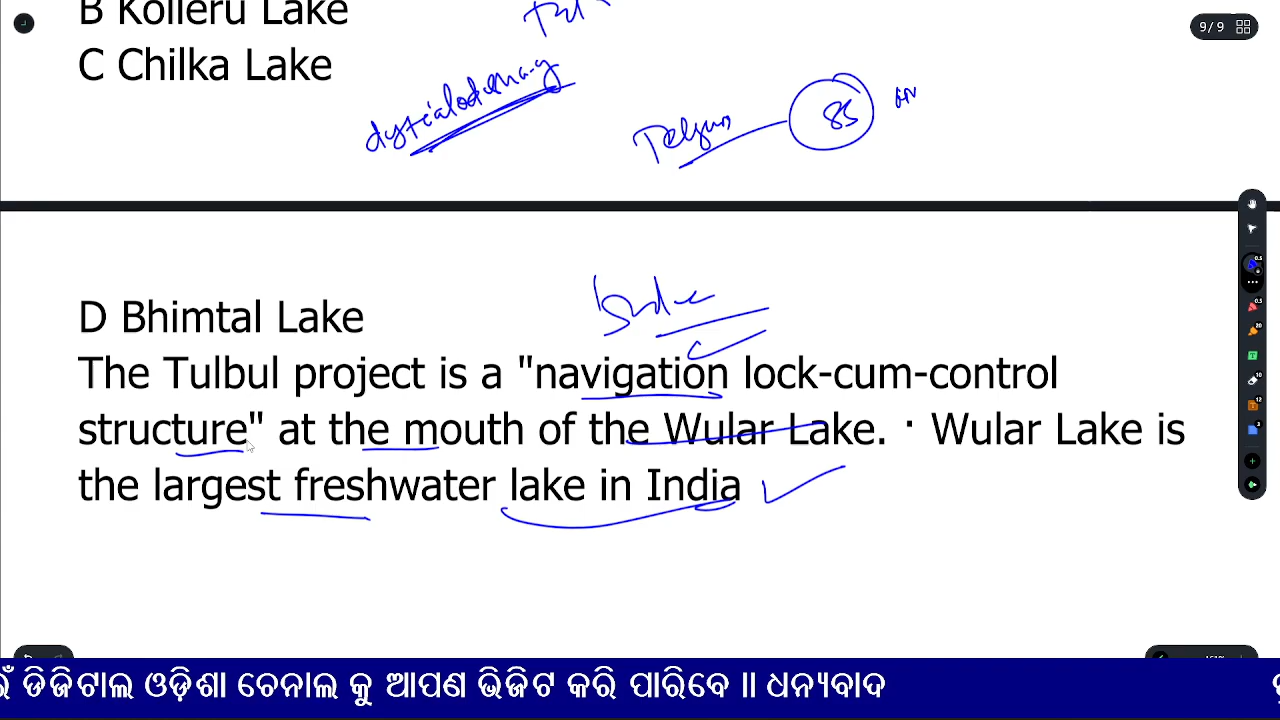 B Kolleru Lake
9/9
C Chilka Lake
85
D Bhimtal Lake
The Tulbul project is a "navigation lock-cum-control
structure" at the mouth of the Wular Lake. · Wular Lake is
the largest freshwater lake in India
ଡିଜିଟାଲ ଓଡ଼ିଶା ଚେନାଲ କୁ ଆପଣ ଭିଜିଟ କରି ପାରିବେ ॥ ଧନ୍ୟବାଦ